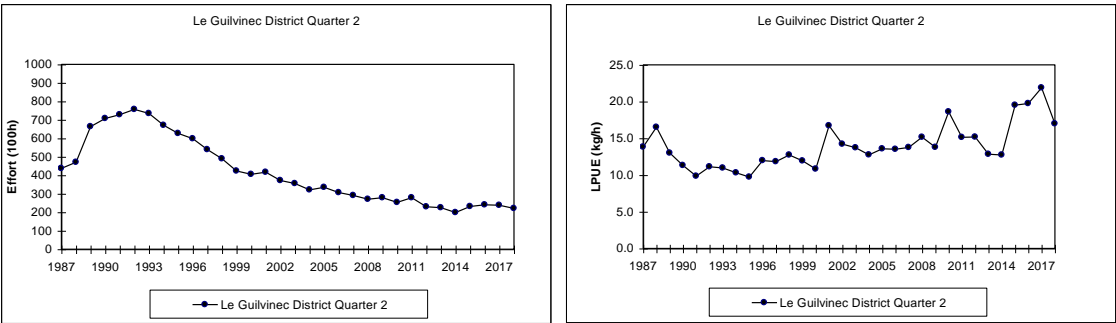 Le Guilvinec District Quarter 2
Effort (100h)
1000
900
800
700
600
500
400
300
200
100
0
1987 1990 1993 1996 1999 2002 2005 2008 2011 2014 2017
Le Guilvinec District Quarter 2
Le Guilvinec District Quarter 2
LPUE (kg/h)
25.0
20.0
15.0
10.0
5.0
0.0
1987 1990 1993 1996 1999 2002 2005 2008 2011 2014 2017
Le Guilvinec District Quarter 2